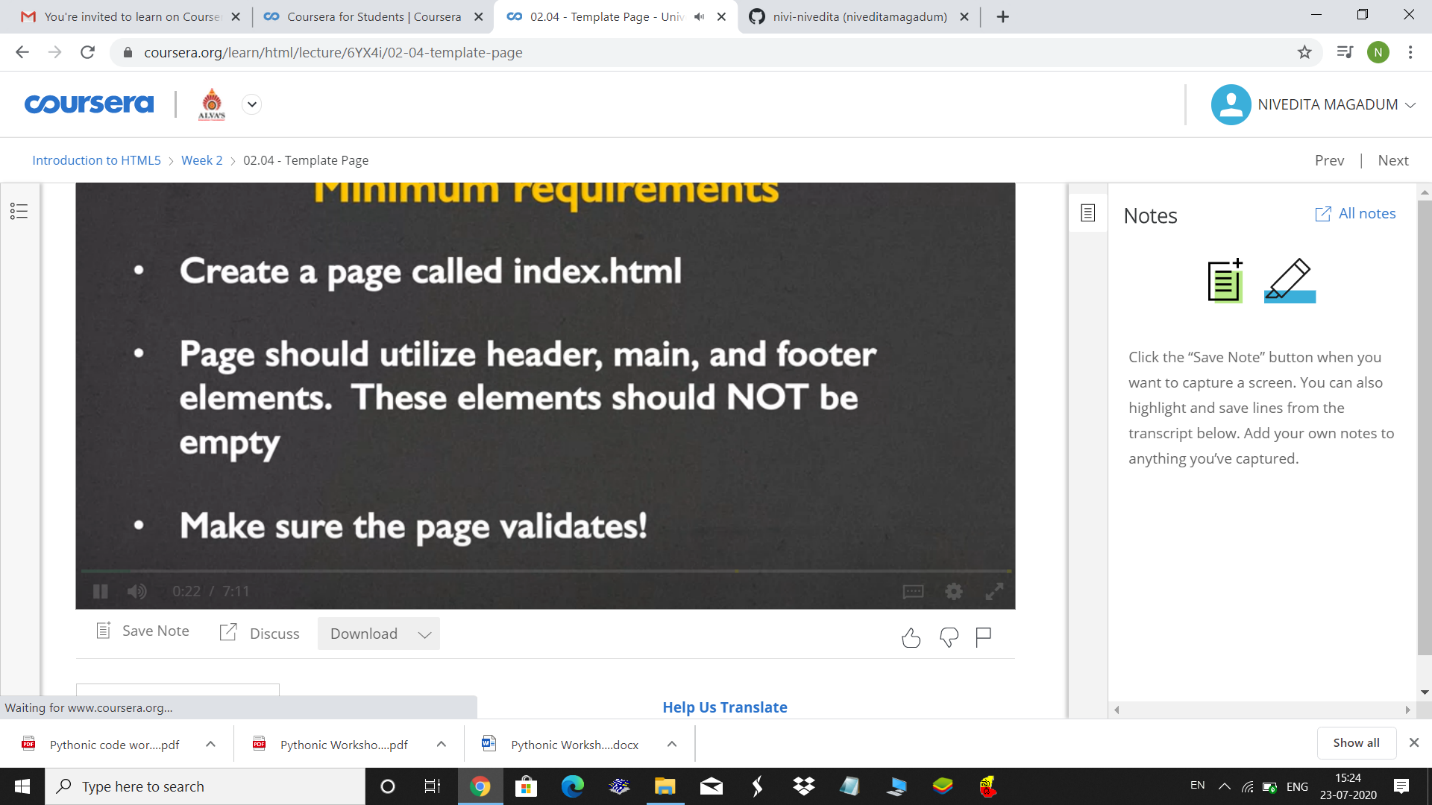 You're invited to learn on Course
Coursera for Students | Coursera
02.04 - Template Page - Univ
nivi-nivedita (niveditamagadum)
coursera.org/learn/html/lecture/6YX4i/02-04-template-page
N
coursera
ALVA'S
NIVEDITA MAGADUM
Introduction to HTML5 > Week 2 > 02.04 - Template Page
Prev | Next
Minimum requirements
• Create a page called index.html
• Page should utilize header, main, and footer
elements. These elements should NOT be
empty
• Make sure the page validates!
0:22 / 7:11
Save Note
Discuss
Download
Help Us Translate
Notes
All notes
Click the “Save Note” button when you
want to capture a screen. You can also
highlight and save lines from the
transcript below. Add your own notes to
anything you’ve captured.
Waiting for www.coursera.org...
Pythonic code wor....pdf
Pythonic Worksho....pdf
Pythonic Worksh....docx
Show all
Type here to search
EN
ENG
15:24
23-07-2020